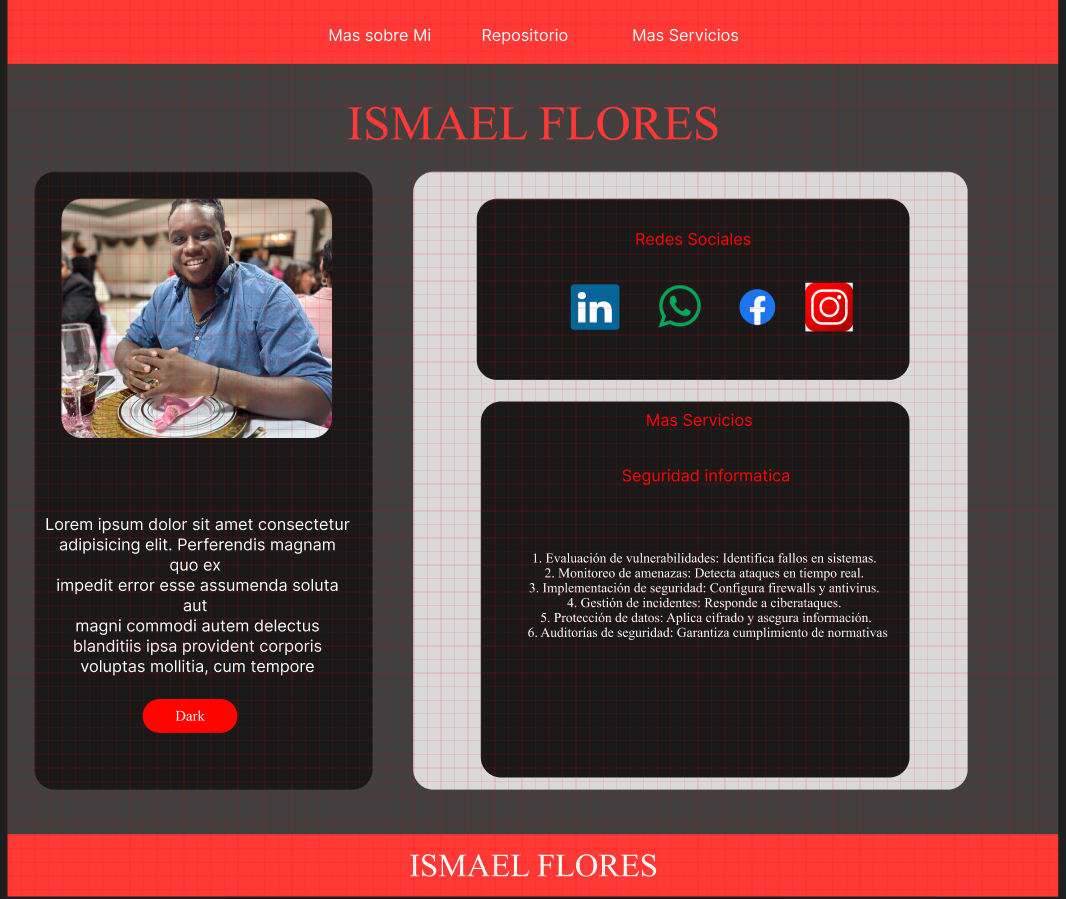 Mas sobre Mi
Repositorio
Mas Servicios
ISMAEL FLORES
Lorem ipsum dolor sit amet consectetur
adipisicing elit. Perferendis magnam
quo ex
impedit error esse assumenda soluta
aut
magni commodi autem delectus
blanditiis ipsa provident corporis
voluptas mollitia, cum tempore
Dark
Redes Sociales
in
Mas Servicios
Seguridad informatica
1. Evaluación de vulnerabilidades: Identifica fallos en sistemas.
2. Monitoreo de amenazas: Detecta ataques en tiempo real.
3. Implementación de seguridad: Configura firewalls y antivirus.
4. Gestión de incidentes: Responde a ciberataques.
5. Protección de datos: Aplica cifrado y asegura información.
6. Auditorías de seguridad: Garantiza cumplimiento de normativas
ISMAEL FLORES